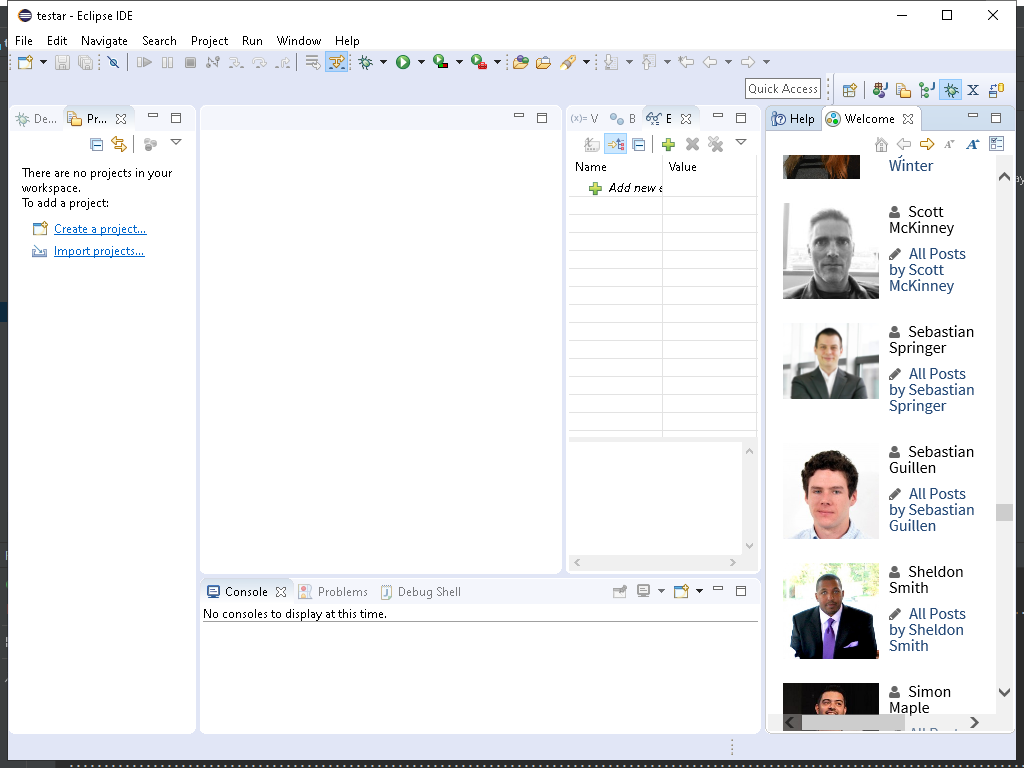 testar - Eclipse IDE
File Edit Navigate Search Project Run Window Help
Quick Access
De... Pr...
There are no projects in your
workspace.
To add a project:
Create a project...
Import projects...
(x)= V B E
Name Value
Add new e
Console Problems Debug Shell
No consoles to display at this time.
Help Welcome
Winter
Scott
McKinney
All Posts
by Scott
McKinney
Sebastian
Springer
All Posts
by Sebastian
Springer
Sebastian
Guillen
All Posts
by Sebastian
Guillen
Sheldon
Smith
All Posts
by Sheldon
Smith
Simon
Maple
All Posts